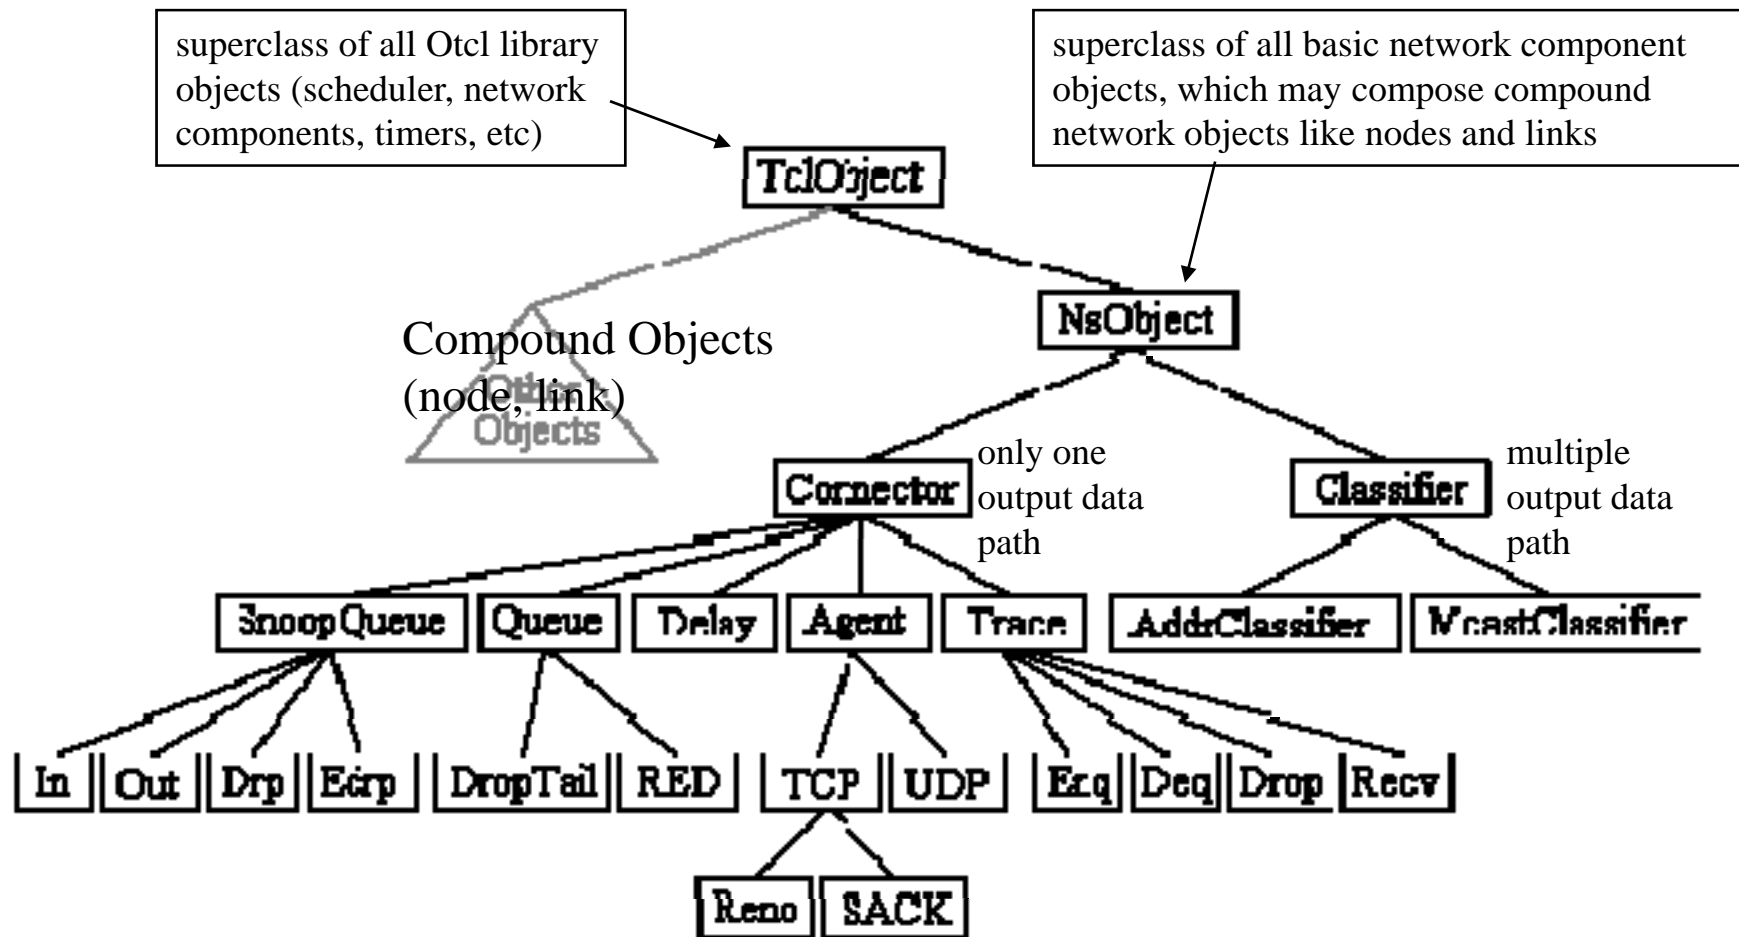 superclass of all Otcl library
objects (scheduler, network
components, timers, etc)
superclass of all basic network component
objects, which may compose compound
network objects like nodes and links
TclObject
NsObject
Compound Objects
(node, link)
Other
Objects
Connector
only one
output data
path
Classifier
multiple
output data
path
SnoopQueue
Queue
Delay
Agent
Trace
AddrClassifier
McastClassifier
In
Out
Drp
Edrp
DropTail
RED
TCP
UDP
Enq
Deq
Drop
Recv
Reno
SACK